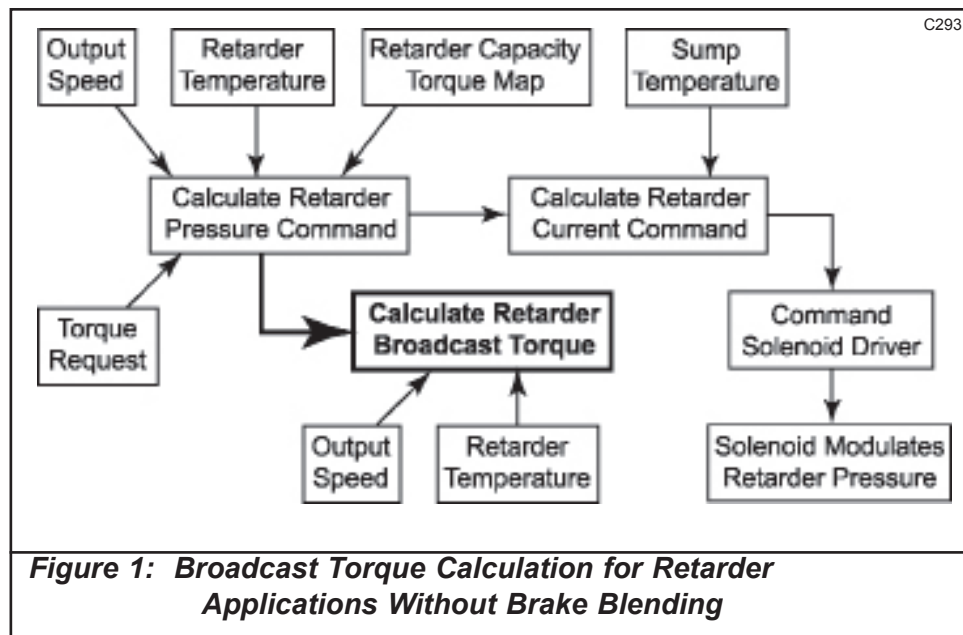 C293
Output
Speed
Retarder
Temperature
Retarder Capacity
Torque Map
Sump
Temperature
Calculate Retarder
Pressure Command
Calculate Retarder
Current Command
Torque
Request
Calculate Retarder
Broadcast Torque
Command
Solenoid Driver
Output
Speed
Retarder
Temperature
Solenoid Modulates
Retarder Pressure
Figure 1: Broadcast Torque Calculation for Retarder
Applications Without Brake Blending